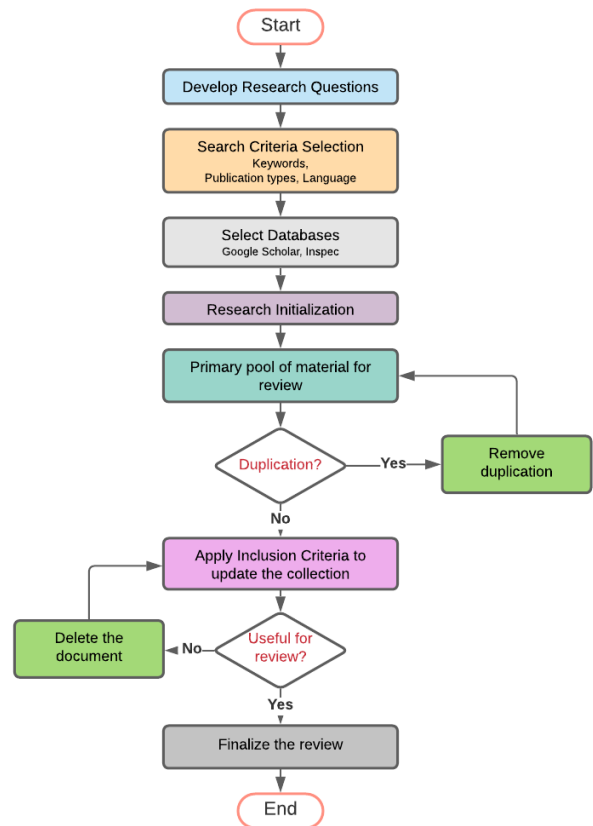 Start
Develop Research Questions
Search Criteria Selection
Keywords,
Publication types, Language
Select Databases
Google Scholar, Inspec
Research Initialization
Primary pool of material for
review
Duplication?
Yes
Remove
duplication
No
Apply Inclusion Criteria to
update the collection
Useful for
review?
No
Delete the
document
Yes
Finalize the review
End